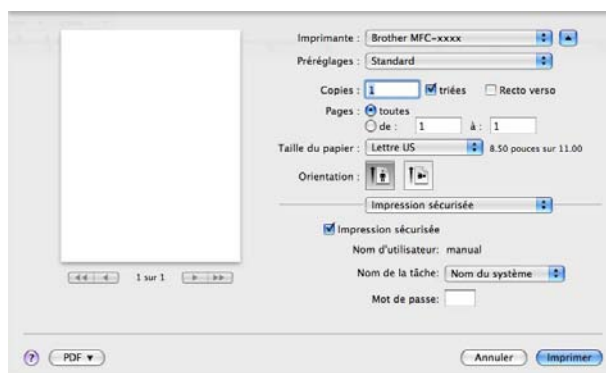 Imprimante : Brother MFC-xxxx
Préréglages : Standard
Copies : 1 triées Recto verso
Pages : toutes
de : 1 à : 1
Taille du papier : Lettre US 8.50 pouces sur 11.00
Orientation :
Impression sécurisée
Impression sécurisée
Nom d'utilisateur: manual
Nom de la tâche: Nom du système
Mot de passe:
1 sur 1
? PDF ▼ Annuler Imprimer